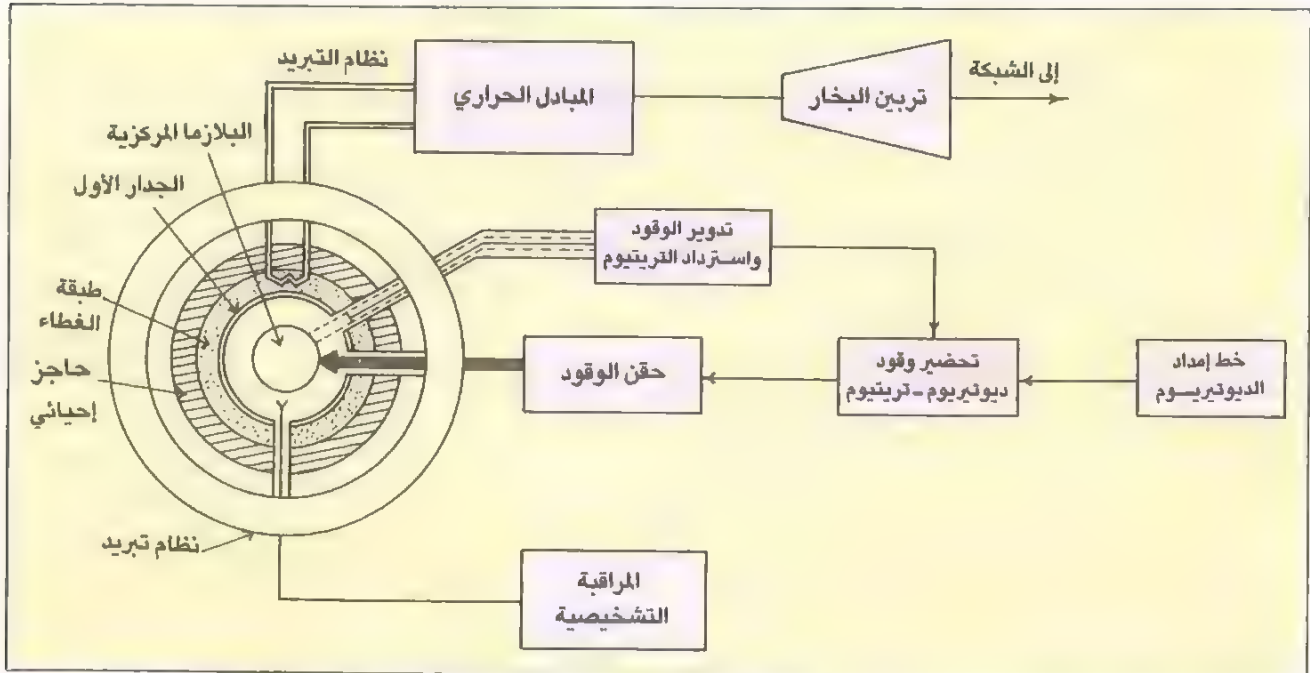 نظام التبريد
المبادل الحراري
تربين البخار
إلى الشبكة
البلازما المركزية
الجدار الأول
طبقة
الغطاء
حاجز
إحيائي
نظام تبريد
تدوير الوقود
واسترداد التريتيوم
حقن الوقود
تحضير وقود
ديوتيريوم - تريتيوم
خط إمداد
الديوتيريــوم
المراقبة
التشخيصية